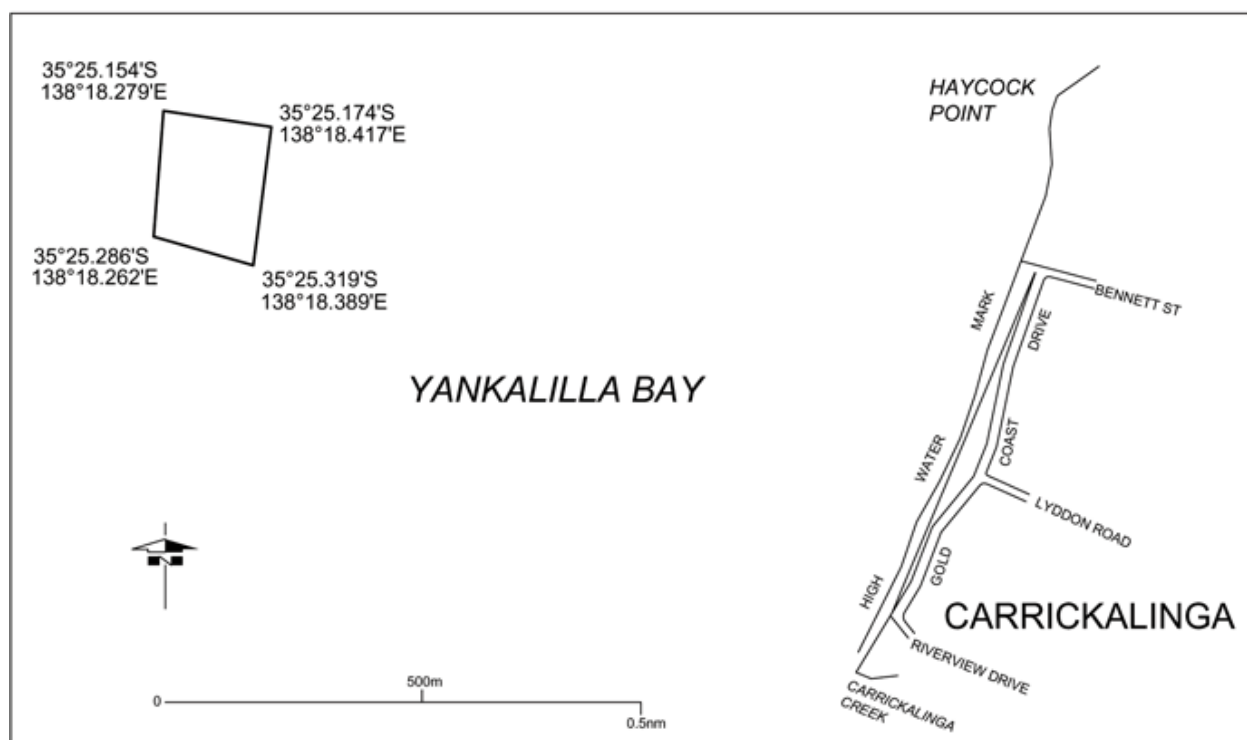 35°25.154'S
138°18.279'E
35°25.174'S
138°18.417'E
35°25.286'S
138°18.262'E
35°25.319'S
138°18.389'E
HAYCOCK
POINT
YANKALILLA BAY
HIGH WATER MARK
BENNETT ST
GOLD COAST DRIVE
LYDDON ROAD
CARRICKALINGA
RIVERVIEW DRIVE
CARRICKALINGA
CREEK
N
0
500m
0.5nm